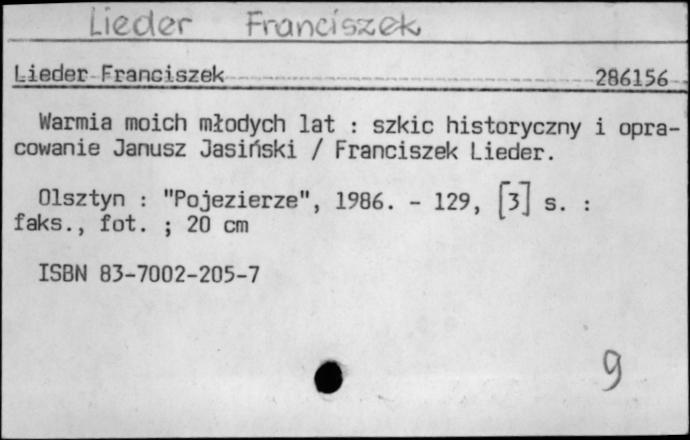 Lieder Franciszek
Lieder Franciszek 286156
Warmia moich młodych lat : szkic historyczny i opra-
cowanie Janusz Jasiński / Franciszek Lieder.
Olsztyn : "Pojezierze", 1986. - 129, [3] s. :
faks., fot. ; 20 cm
ISBN 83-7002-205-7
9